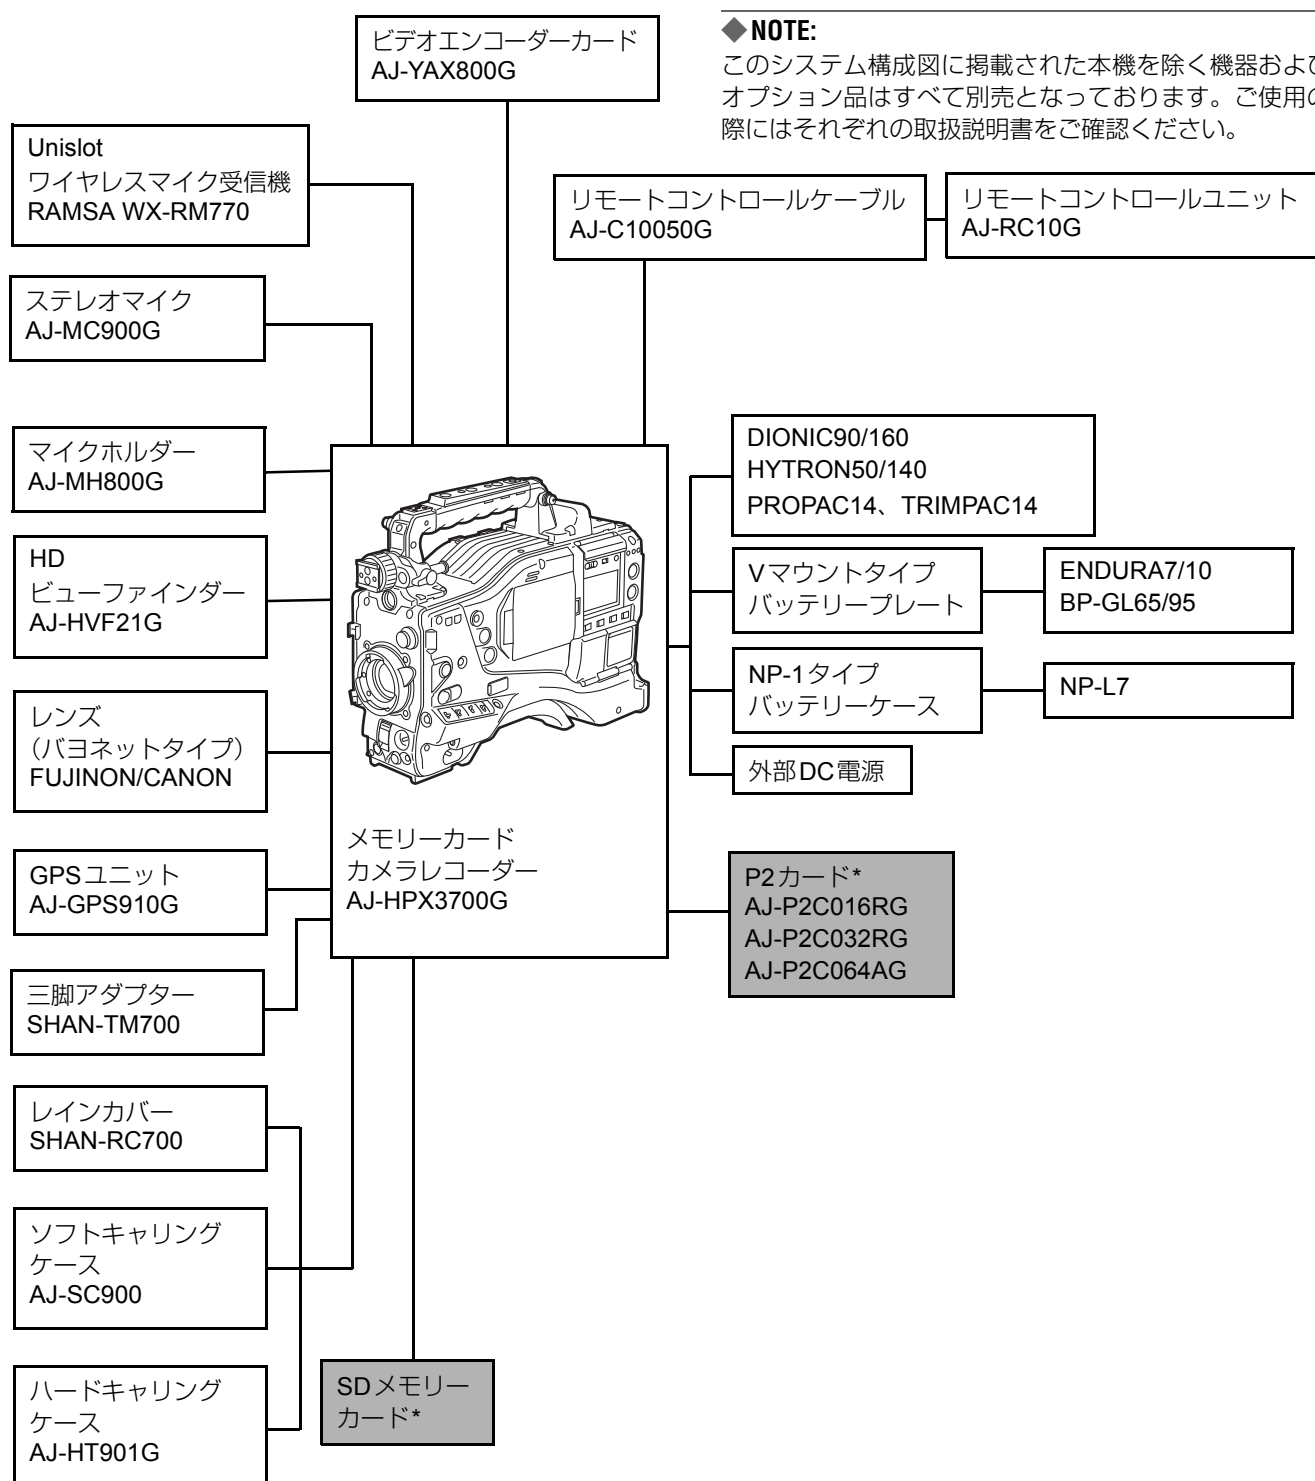 ビデオエンコーダーカード
AJ-YAX800G
◆NOTE:
このシステム構成図に掲載された本機を除く機器および
オプション品はすべて別売となっております。ご使用の
際にはそれぞれの取扱説明書をご確認ください。
Unislot
ワイヤレスマイク受信機
RAMSA WX-RM770
リモートコントロールケーブル
AJ-C10050G
リモートコントロールユニット
AJ-RC10G
ステレオマイク
AJ-MC900G
マイクホルダー
AJ-MH800G
HD
ビューファインダー
AJ-HVF21G
レンズ
（バヨネットタイプ）
FUJINON/CANON
GPSユニット
AJ-GPS910G
三脚アダプター
SHAN-TM700
レインカバー
SHAN-RC700
ソフトキャリング
ケース
AJ-SC900
ハードキャリング
ケース
AJ-HT901G
メモリーカード
カメラレコーダー
AJ-HPX3700G
DIONIC90/160
HYTRON50/140
PROPAC14、TRIMPAC14
Vマウントタイプ
バッテリープレート
ENDURA7/10
BP-GL65/95
NP-1タイプ
バッテリーケース
NP-L7
外部DC電源
P2カード*
AJ-P2C016RG
AJ-P2C032RG
AJ-P2C064AG
SDメモリー
カード*